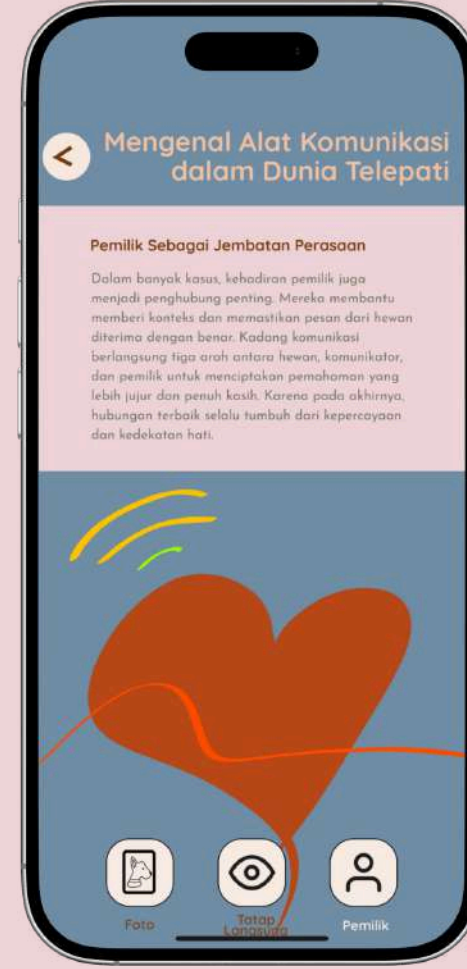 Mengenal Alat Komunikasi
dalam Dunia Telepati
Pemilik Sebagai Jembatan Perasaan
Dalam banyak kasus, kehadiran pemilik juga
menjadi penghubung penting. Mereka membantu
memberi konteks dan memastikan pesan dari hewan
diterima dengan benar. Kadang komunikasi
berlangsung tiga arah antara hewan, komunikator,
dan pemilik untuk menciptakan pemahaman yang
lebih jujur dan penuh kasih. Karena pada akhirnya,
hubungan terbaik selalu tumbuh dari kepercayaan
dan kedekatan hati.
Foto
Tatap
Langsung
Pemilik